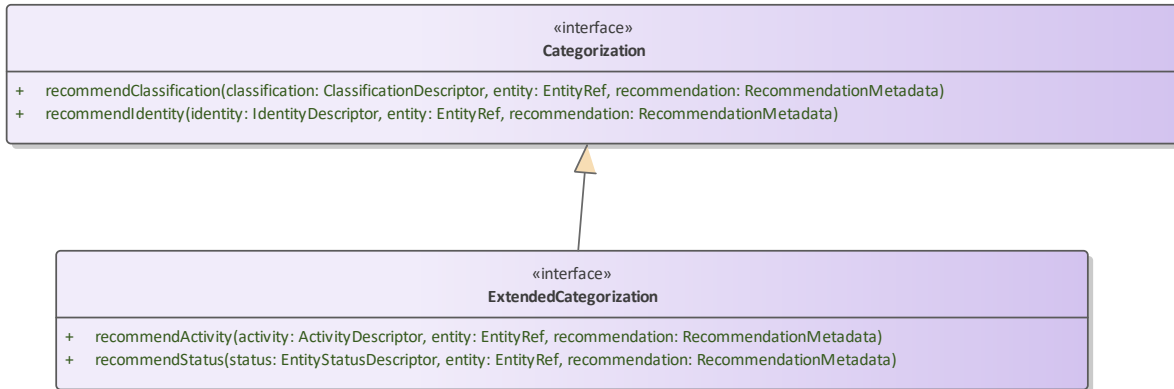 «interface»
Categorization
+ recommendClassification(classification: ClassificationDescriptor, entity: EntityRef, recommendation: RecommendationMetadata)
+ recommendIdentity(identity: IdentityDescriptor, entity: EntityRef, recommendation: RecommendationMetadata)
«interface»
ExtendedCategorization
+ recommendActivity(activity: ActivityDescriptor, entity: EntityRef, recommendation: RecommendationMetadata)
+ recommendStatus(status: EntityStatusDescriptor, entity: EntityRef, recommendation: RecommendationMetadata)